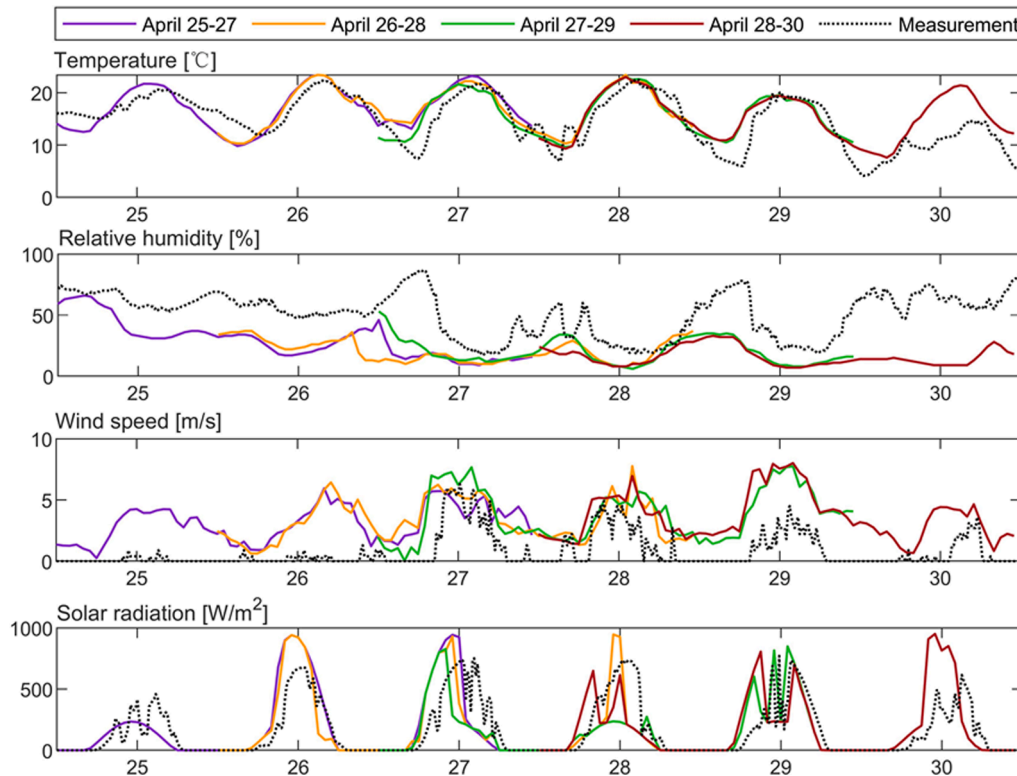 April 25-27 April 26-28 April 27-29 April 28-30 Measurement
Temperature [℃]
20
10
0
25 26 27 28 29 30
Relative humidity [%]
100
50
0
25 26 27 28 29 30
Wind speed [m/s]
10
5
0
25 26 27 28 29 30
Solar radiation [W/m²]
1000
500
0
25 26 27 28 29 30